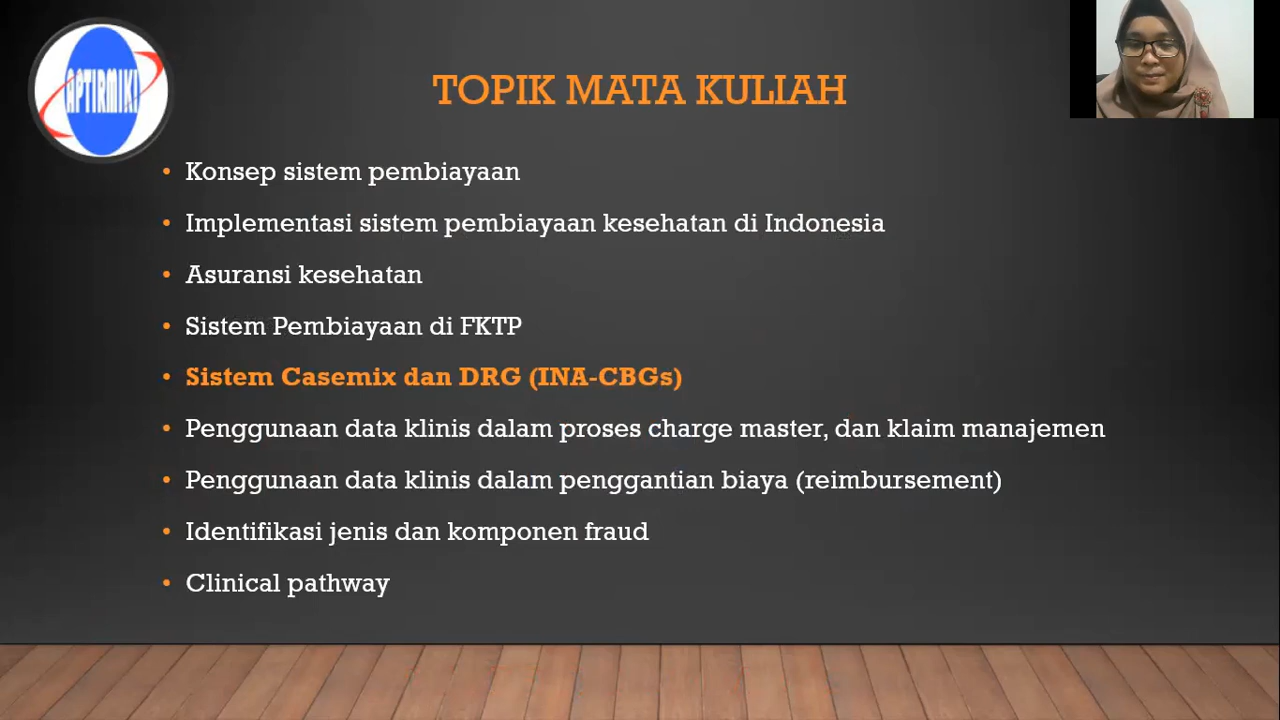 APTIRMIKI
TOPIK MATA KULIAH
• Konsep sistem pembiayaan
• Implementasi sistem pembiayaan kesehatan di Indonesia
• Asuransi kesehatan
• Sistem Pembiayaan di FKTP
• Sistem Casemix dan DRG (INA-CBGs)
• Penggunaan data klinis dalam proses charge master, dan klaim manajemen
• Penggunaan data klinis dalam penggantian biaya (reimbursement)
• Identifikasi jenis dan komponen fraud
• Clinical pathway